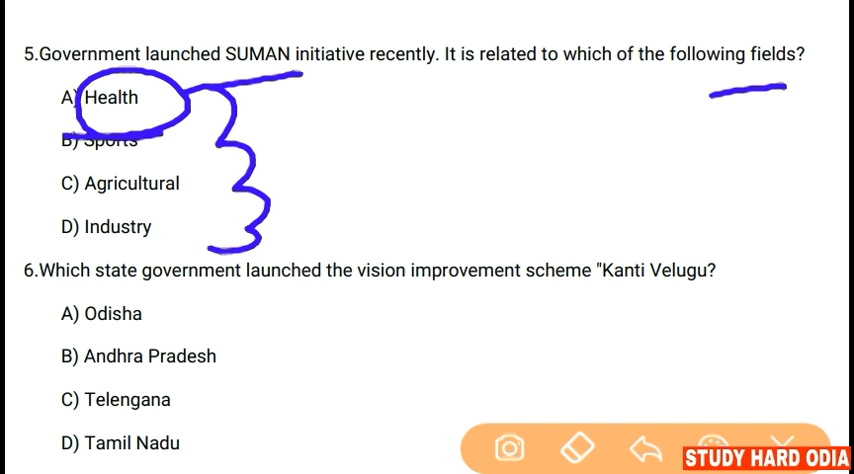 5.Government launched SUMAN initiative recently. It is related to which of the following fields?
A) Health
B) Sports
C) Agricultural
D) Industry
6.Which state government launched the vision improvement scheme "Kanti Velugu?
A) Odisha
B) Andhra Pradesh
C) Telengana
D) Tamil Nadu
STUDY HARD ODIA